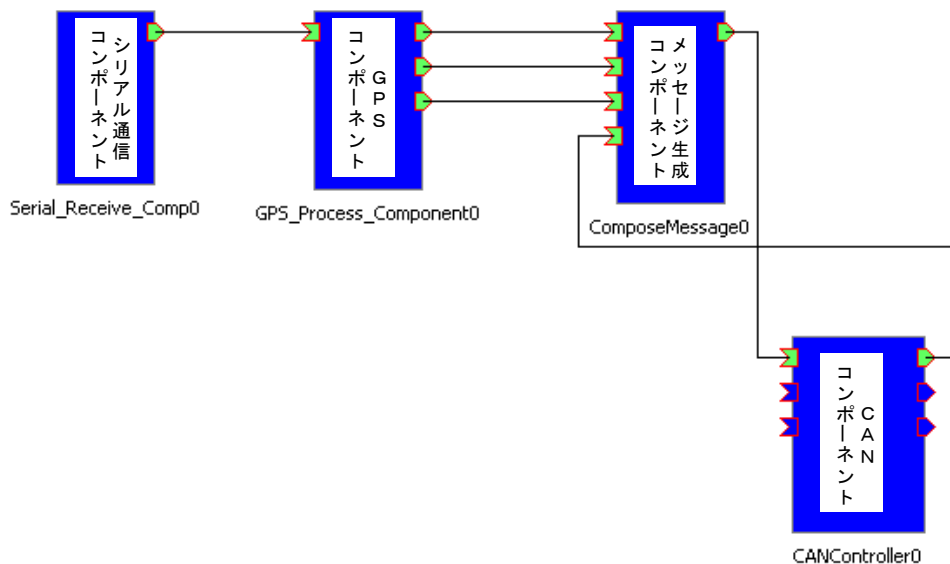 シリアル通信
コンポーネント
Serial_Receive_Comp0
GPS
コンポーネント
GPS_Process_Component0
メッセージ生成
コンポーネント
ComposeMessage0
CAN
コンポーネント
CANController0